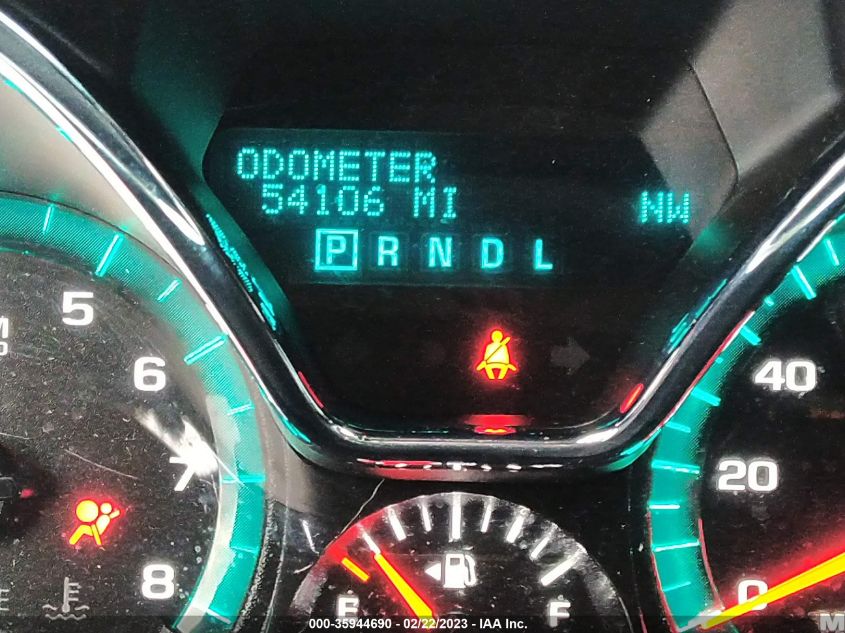 ODOMETER
54106 MI
NW
P R N D L
5
6
7
8
40
20
0
E
F
M
000-35944690 - 02/22/2023 - IAA Inc.